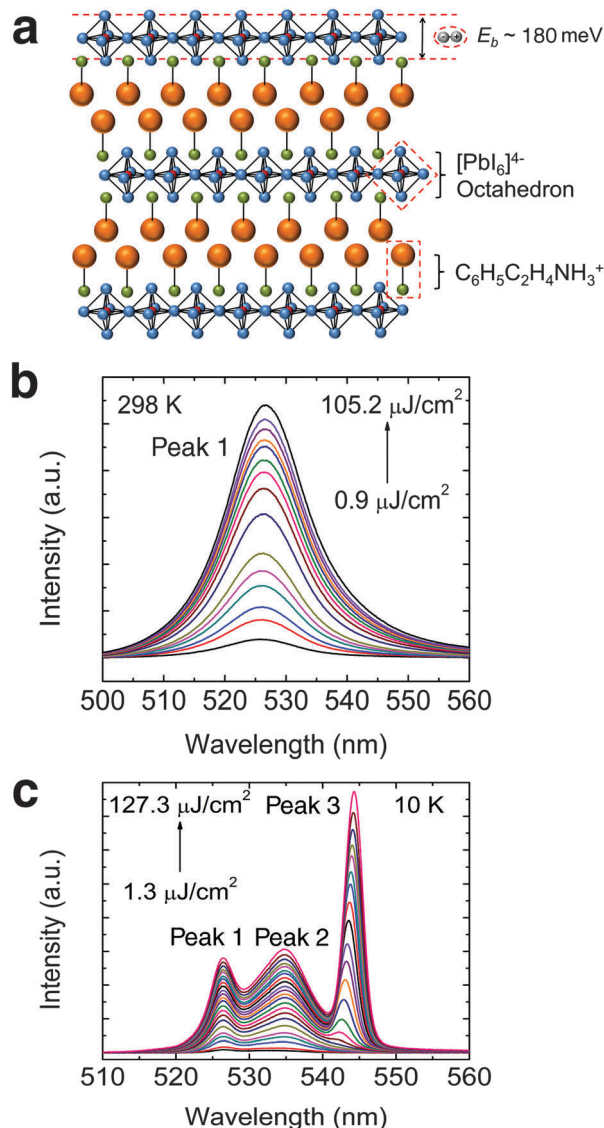 a
E_b ~ 180 meV
[PbI₆]⁴⁻
Octahedron
C₆H₅C₂H₄NH₃⁺
b
298 K
105.2 μJ/cm²
Peak 1
0.9 μJ/cm²
Intensity (a.u.)
500 510 520 530 540 550 560
Wavelength (nm)
c
127.3 μJ/cm²
Peak 3
10 K
1.3 μJ/cm²
Peak 1
Peak 2
Intensity (a.u.)
510 520 530 540 550 560
Wavelength (nm)